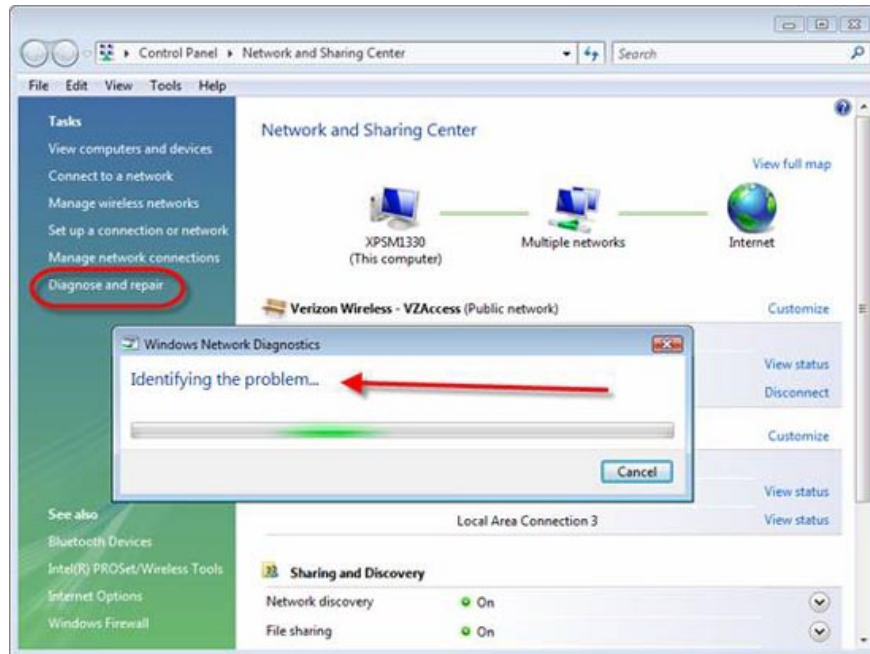 Control Panel Network and Sharing Center Search
File Edit View Tools Help
Tasks
View computers and devices
Connect to a network
Manage wireless networks
Set up a connection or network
Manage network connections
Diagnose and repair
See also
Bluetooth Devices
Intel(R) PROSet/Wireless Tools
Internet Options
Windows Firewall
Network and Sharing Center
View full map
XPSM1330
(This computer)
Multiple networks
Internet
Verizon Wireless - VZAccess (Public network) Customize
View status
Disconnect
Windows Network Diagnostics
Identifying the problem...
Cancel
Customize
View status
Local Area Connection 3 View status
Sharing and Discovery
Network discovery On
File sharing On